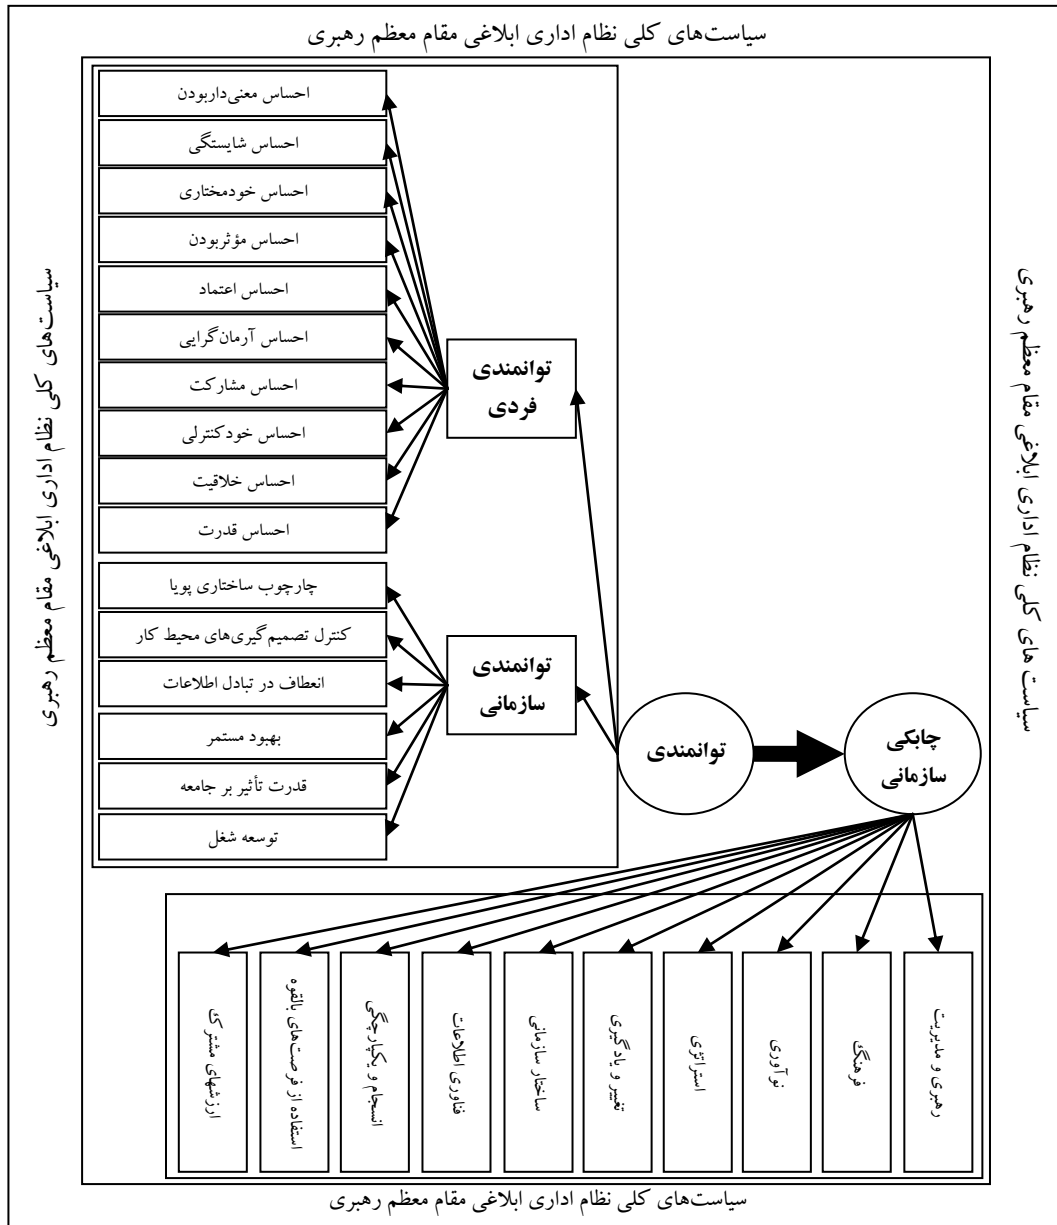 سیاست‌های کلی نظام اداری ابلاغی مقام معظم رهبری
سیاست های کلی نظام اداری ابلاغی مقام معظم رهبری
چابکی
سازمانی
توانمندی
توانمندی
فردی
توانمندی
سازمانی
احساس معنی‌داربودن
احساس شایستگی
احساس خودمختاری
احساس مؤثربودن
احساس اعتماد
احساس آرمان‌گرایی
احساس مشارکت
احساس خودکنترلی
احساس خلاقیت
احساس قدرت
چارچوب ساختاری پویا
کنترل تصمیم‌گیری‌های محیط کار
انعطاف در تبادل اطلاعات
بهبود مستمر
قدرت تأثیر بر جامعه
توسعه شغل
سیاست‌های کلی نظام اداری ابلاغی مقام معظم رهبری
رهبری و مدیریت
فرهنگ
نوآوری
استراتژی
تغییر و یادگیری
ساختار سازمانی
فناوری اطلاعات
انسجام و یکپارچگی
استفاده از فرصت‌های بالقوه
ارزشهای مشترک
سیاست‌های کلی نظام اداری ابلاغی مقام معظم رهبری